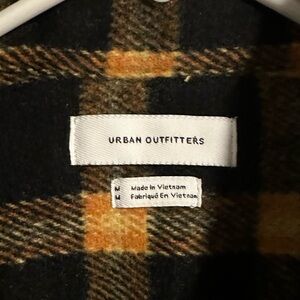 URBAN OUTFITTERS
M Made In Vietnam
M Fabriqué En Vietnam